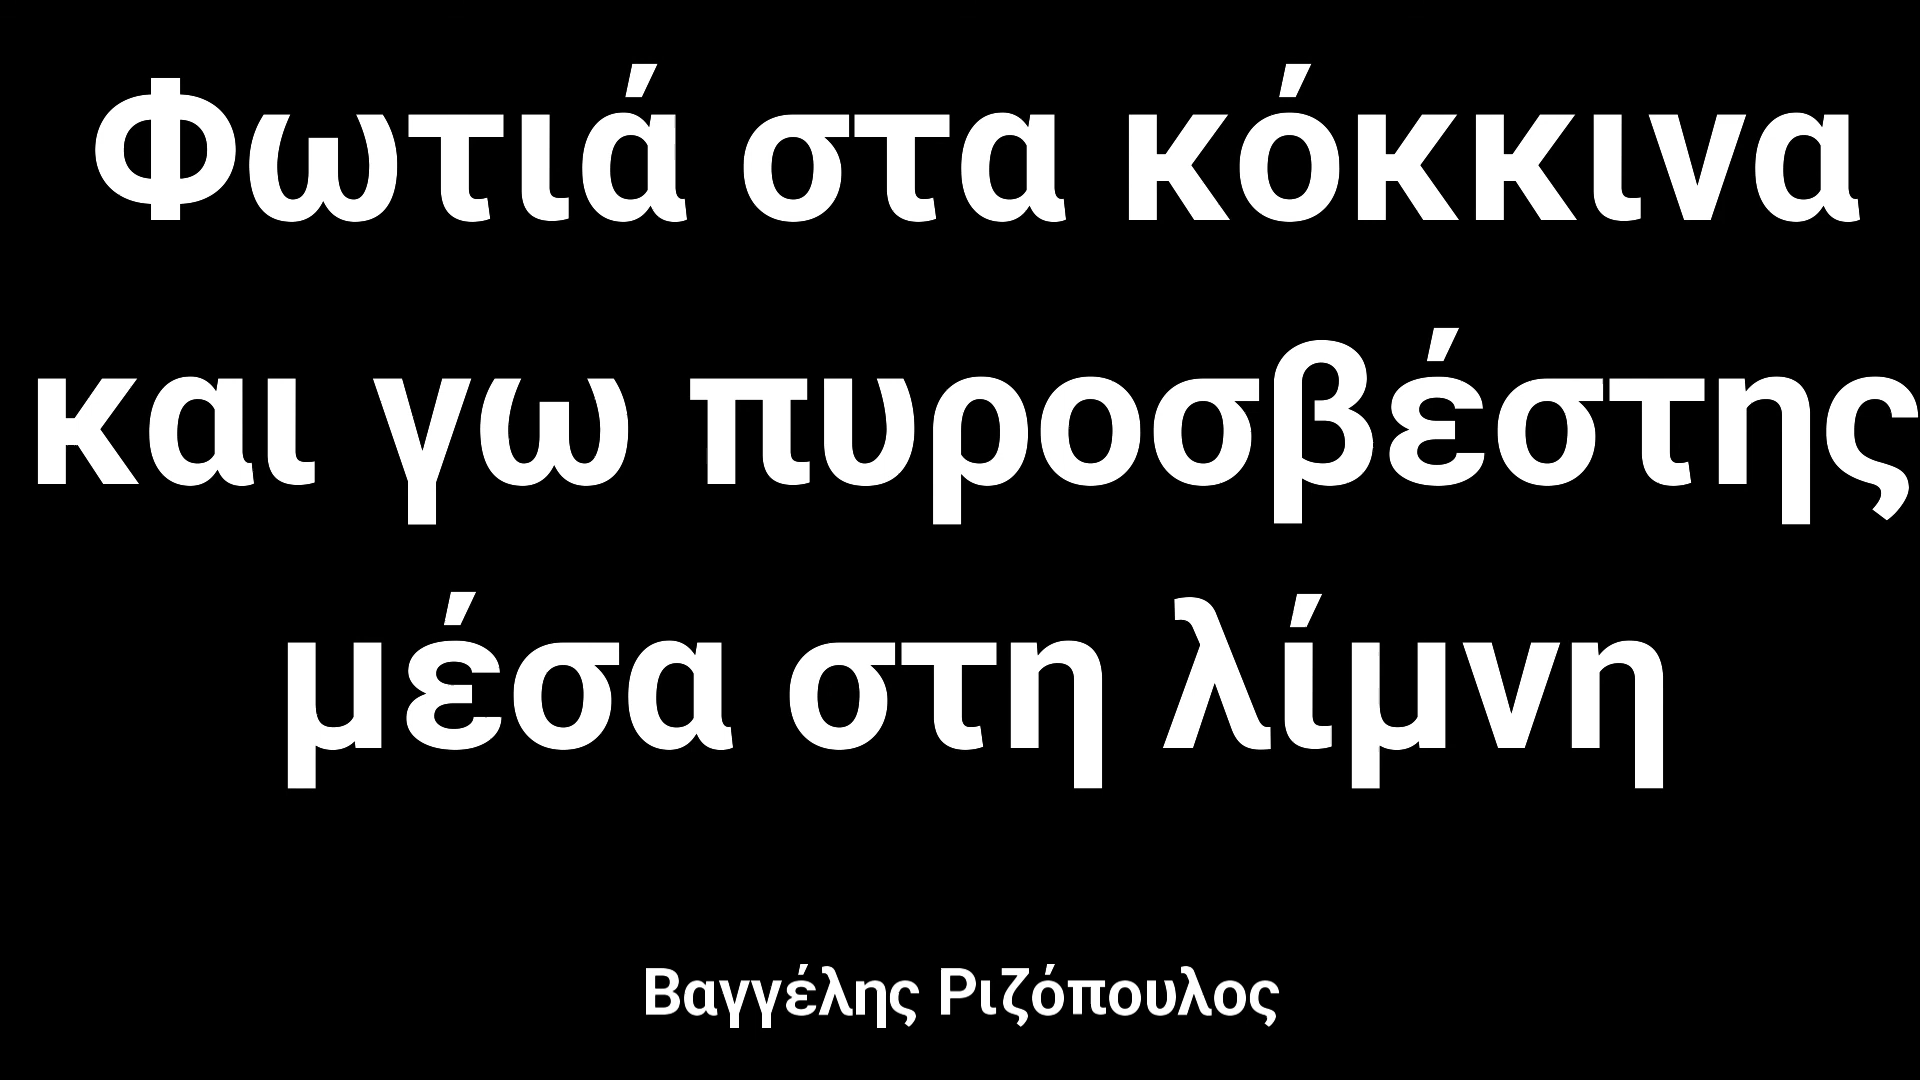 Φωτιά στα κόκκινα
και γω πυροσβέστης
μέσα στη λίμνη
Βαγγέλης Ριζόπουλος